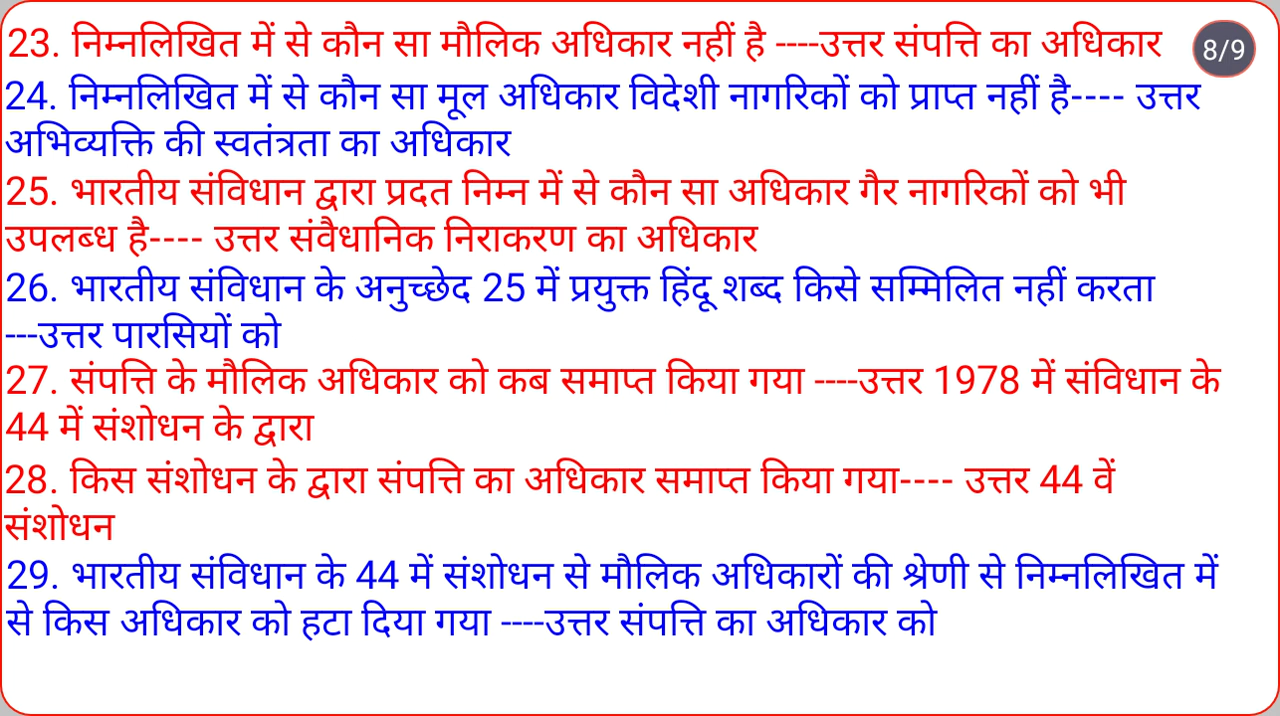 23. निम्नलिखित में से कौन सा मौलिक अधिकार नहीं है ----उत्तर संपत्ति का अधिकार
8/9
24. निम्नलिखित में से कौन सा मूल अधिकार विदेशी नागरिकों को प्राप्त नहीं है---- उत्तर
अभिव्यक्ति की स्वतंत्रता का अधिकार
25. भारतीय संविधान द्वारा प्रदत निम्न में से कौन सा अधिकार गैर नागरिकों को भी
उपलब्ध है---- उत्तर संवैधानिक निराकरण का अधिकार
26. भारतीय संविधान के अनुच्छेद 25 में प्रयुक्त हिंदू शब्द किसे सम्मिलित नहीं करता
---उत्तर पारसियों को
27. संपत्ति के मौलिक अधिकार को कब समाप्त किया गया ----उत्तर 1978 में संविधान के
44 में संशोधन के द्वारा
28. किस संशोधन के द्वारा संपत्ति का अधिकार समाप्त किया गया---- उत्तर 44 वें
संशोधन
29. भारतीय संविधान के 44 में संशोधन से मौलिक अधिकारों की श्रेणी से निम्नलिखित में
से किस अधिकार को हटा दिया गया ----उत्तर संपत्ति का अधिकार को